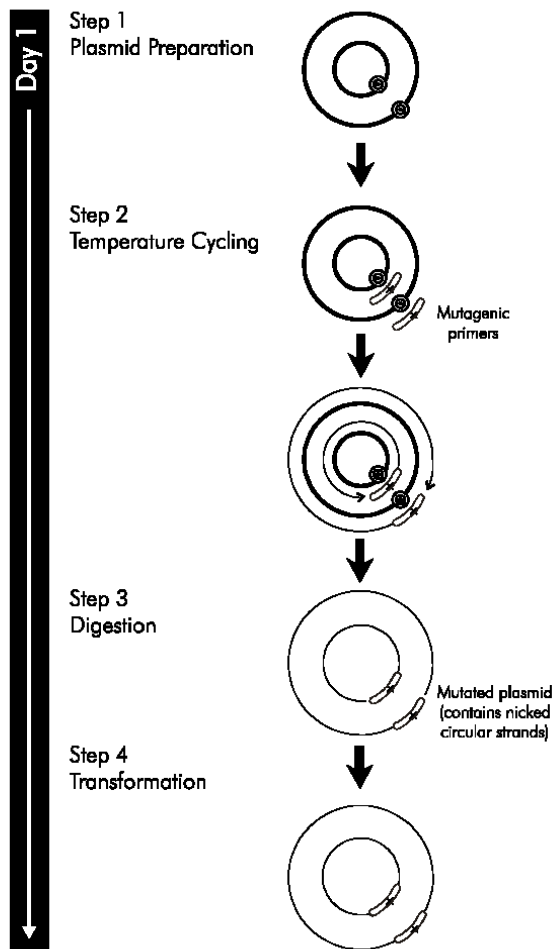 Day 1
Step 1
Plasmid Preparation
Step 2
Temperature Cycling
Mutagenic
primers
Step 3
Digestion
Mutated plasmid
(contains nicked
circular strands)
Step 4
Transformation